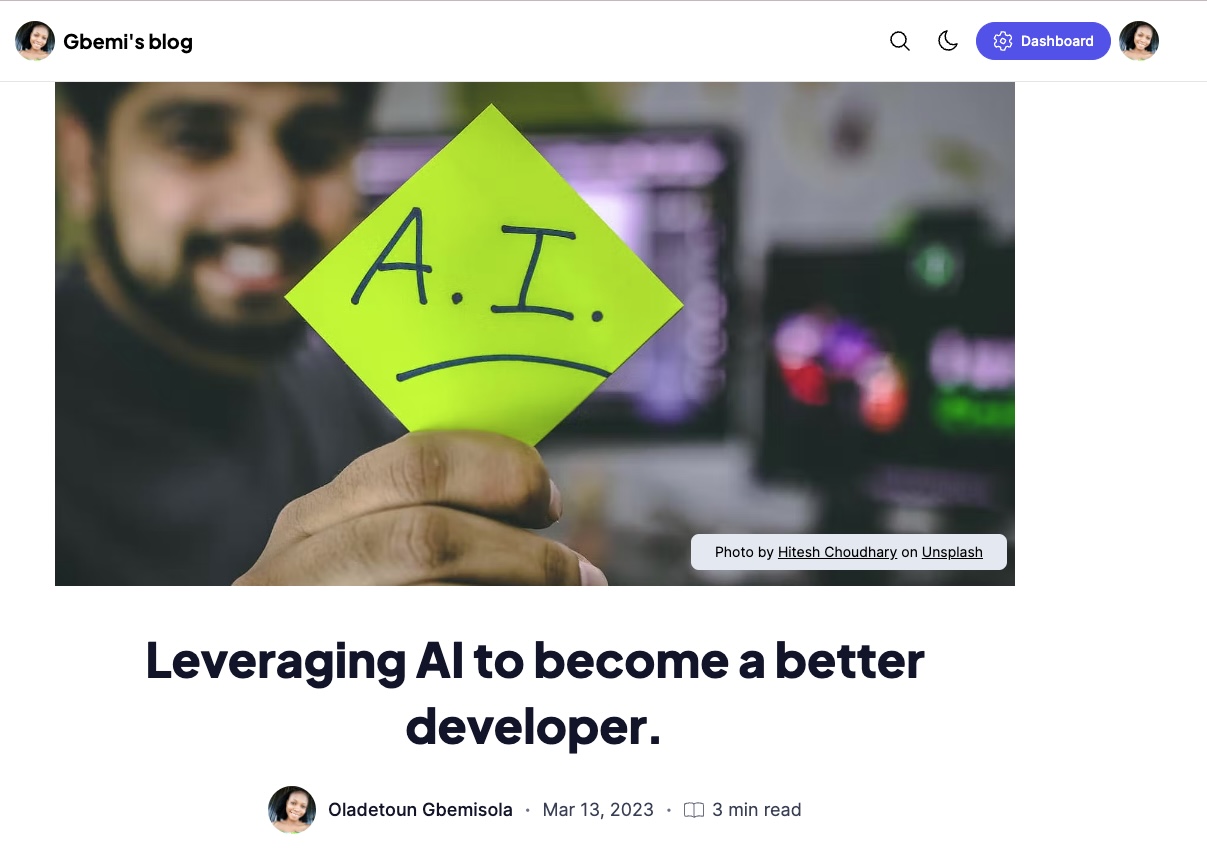 Gbemi's blog
Dashboard
A.I.
Photo by Hitesh Choudhary on Unsplash
Leveraging AI to become a better
developer.
Oladetoun Gbemisola · Mar 13, 2023 · 3 min read